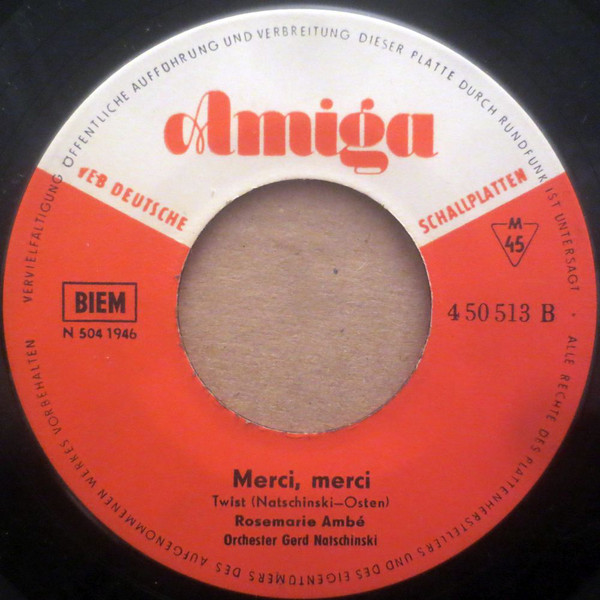 VERVIELFÄLTIGUNG ÖFFENTLICHE AUFFÜHRUNG UND VERBREITUNG DIESER PLATTE DURCH RUNDFUNK IST UNTERSAGT · ALLE RECHTE DES PLATTENHERSTELLERS UND DES EIGENTÜMERS DES AUFGENOMMENEN WERKES VORBEHALTEN
Amiga
VEB DEUTSCHE SCHALLPLATTEN
M
45
BIEM
N 504 1946
4 50 513 B
Merci, merci
Twist (Natschinski—Osten)
Rosemarie Ambé
Orchester Gerd Natschinski